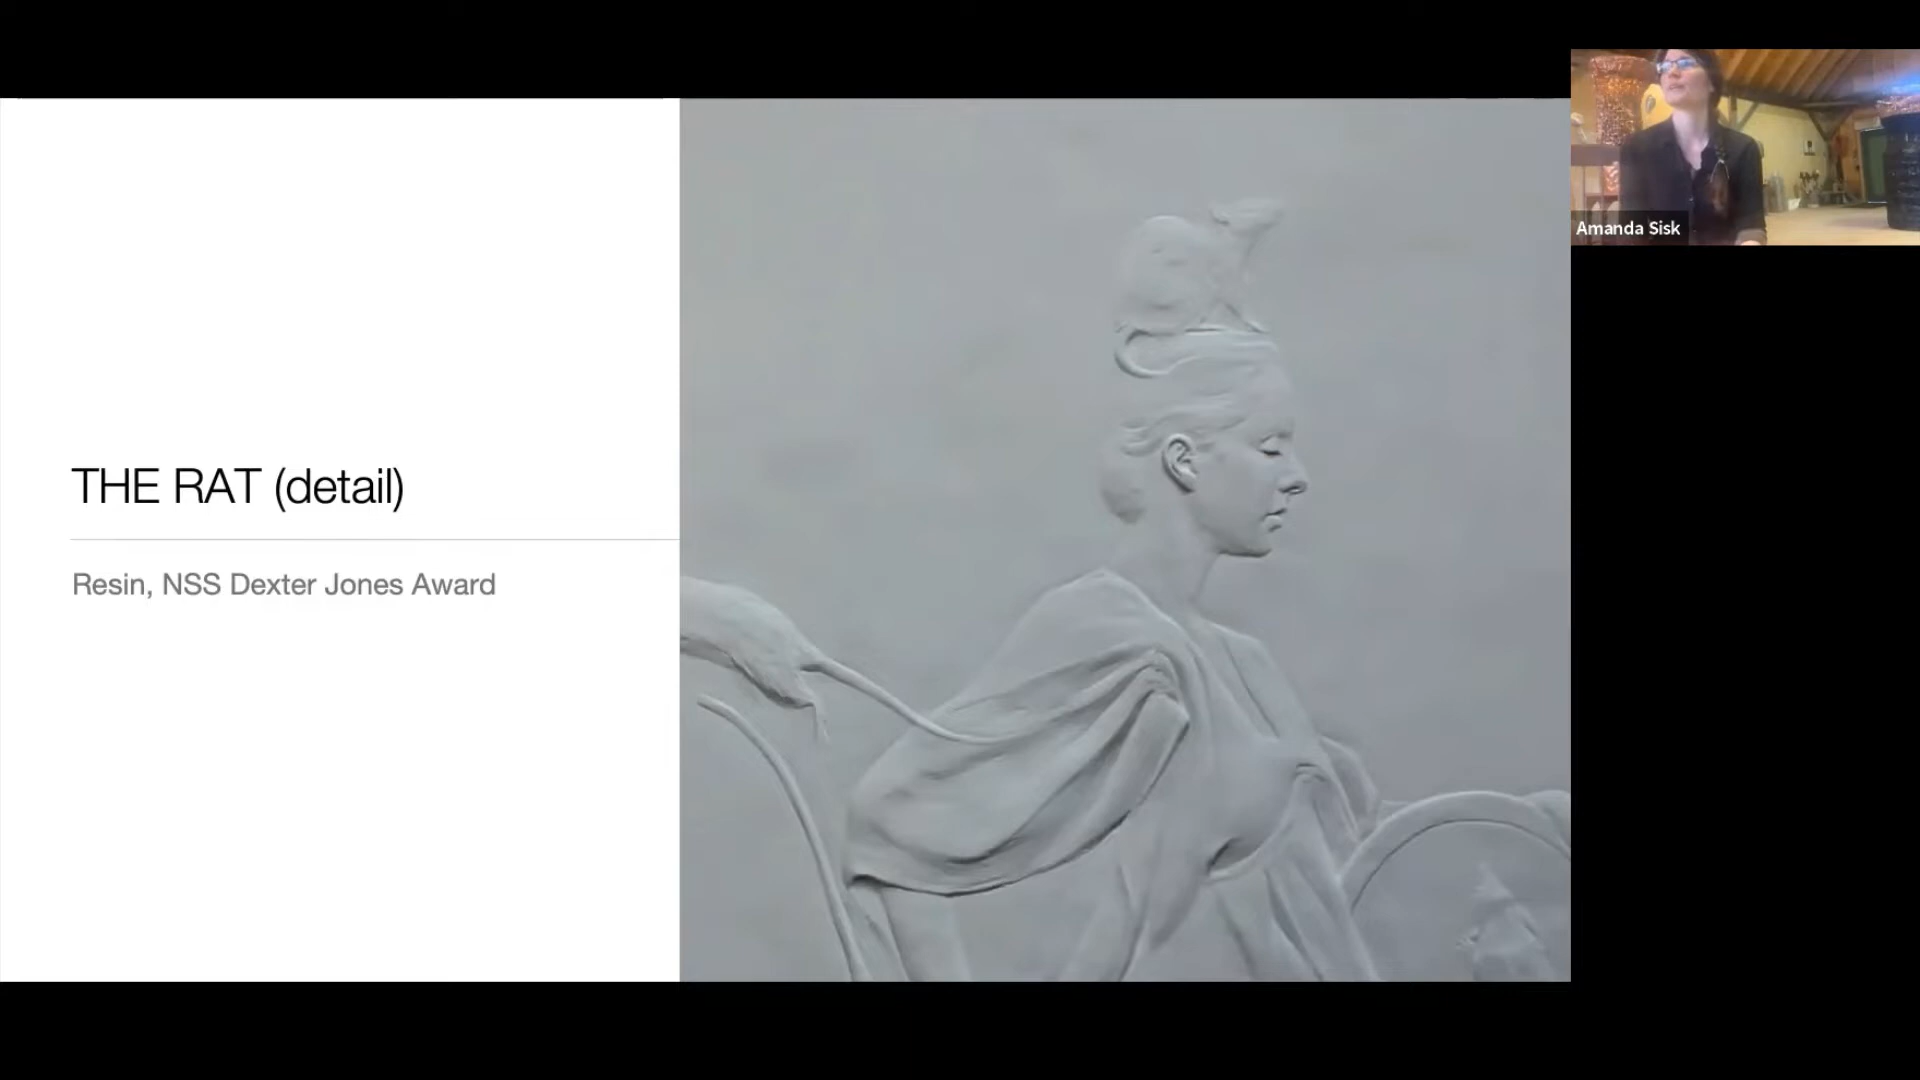 THE RAT (detail)
Resin, NSS Dexter Jones Award
Amanda Sisk